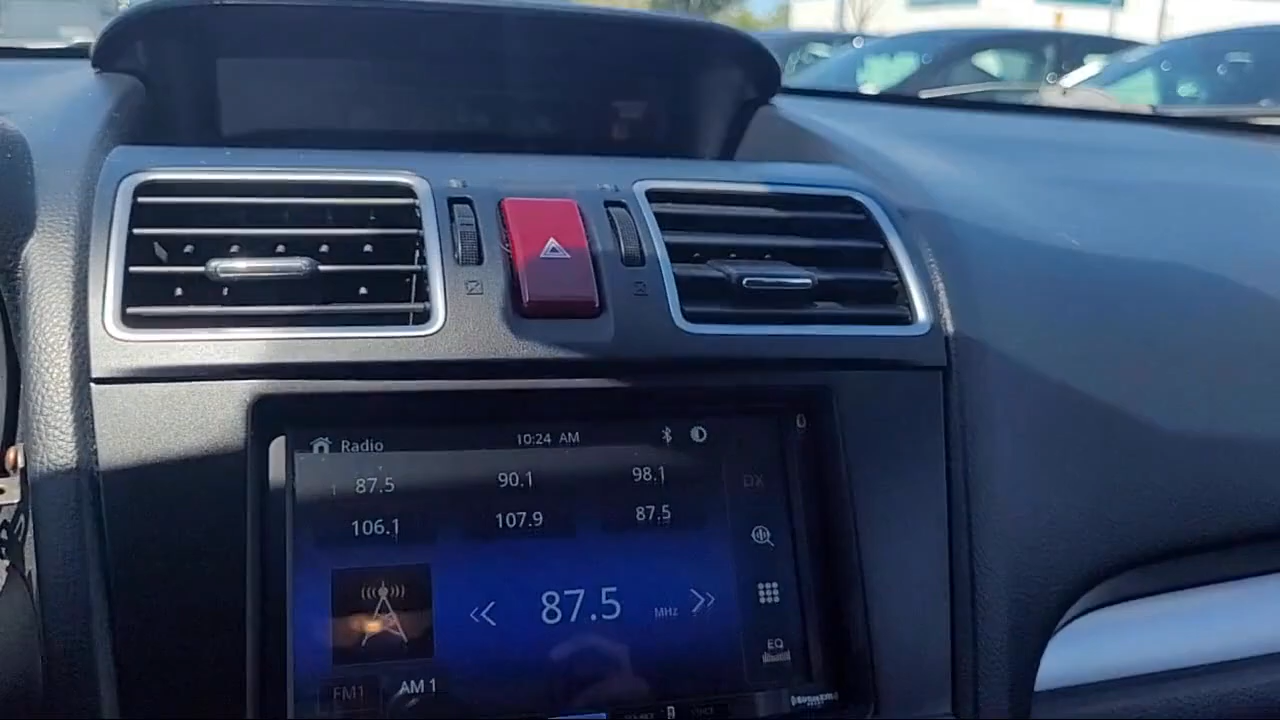 Radio 10:24 AM
87.5 90.1 98.1
DX
106.1 107.9 87.5
87.5 MHz
EQ
FM1 AM 1
SiriusXM